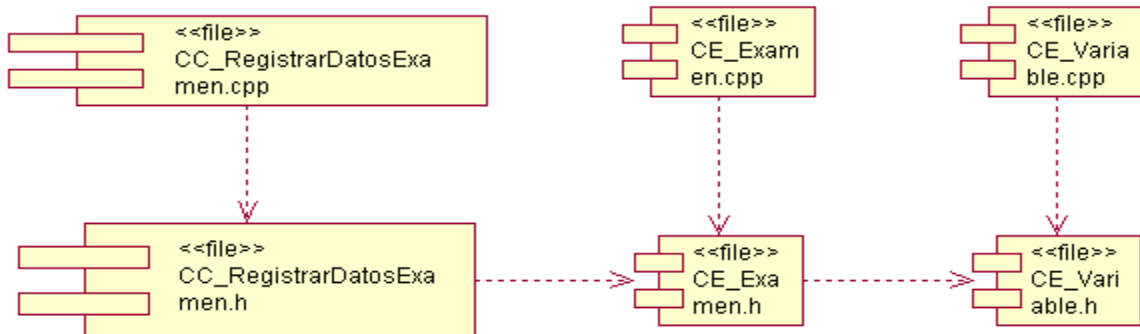 <<file>>
CC_RegistrarDatosExa
men.cpp
<<file>>
CE_Exam
en.cpp
<<file>>
CE_Varia
ble.cpp
<<file>>
CC_RegistrarDatosExa
men.h
<<file>>
CE_Exa
men.h
<<file>>
CE_Vari
able.h